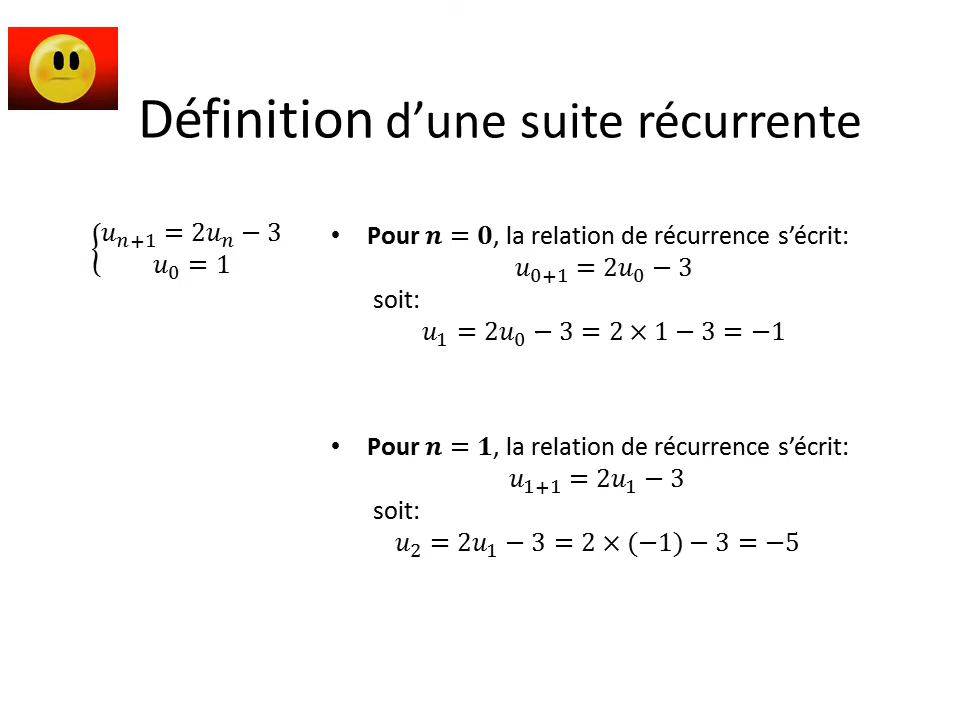 Définition d’une suite récurrente
{u_{n+1} = 2u_n − 3
u_0 = 1
• Pour n = 0, la relation de récurrence s’écrit:
u_{0+1} = 2u_0 − 3
soit:
u_1 = 2u_0 − 3 = 2 × 1 − 3 = −1
• Pour n = 1, la relation de récurrence s’écrit:
u_{1+1} = 2u_1 − 3
soit:
u_2 = 2u_1 − 3 = 2 × (−1) − 3 = −5